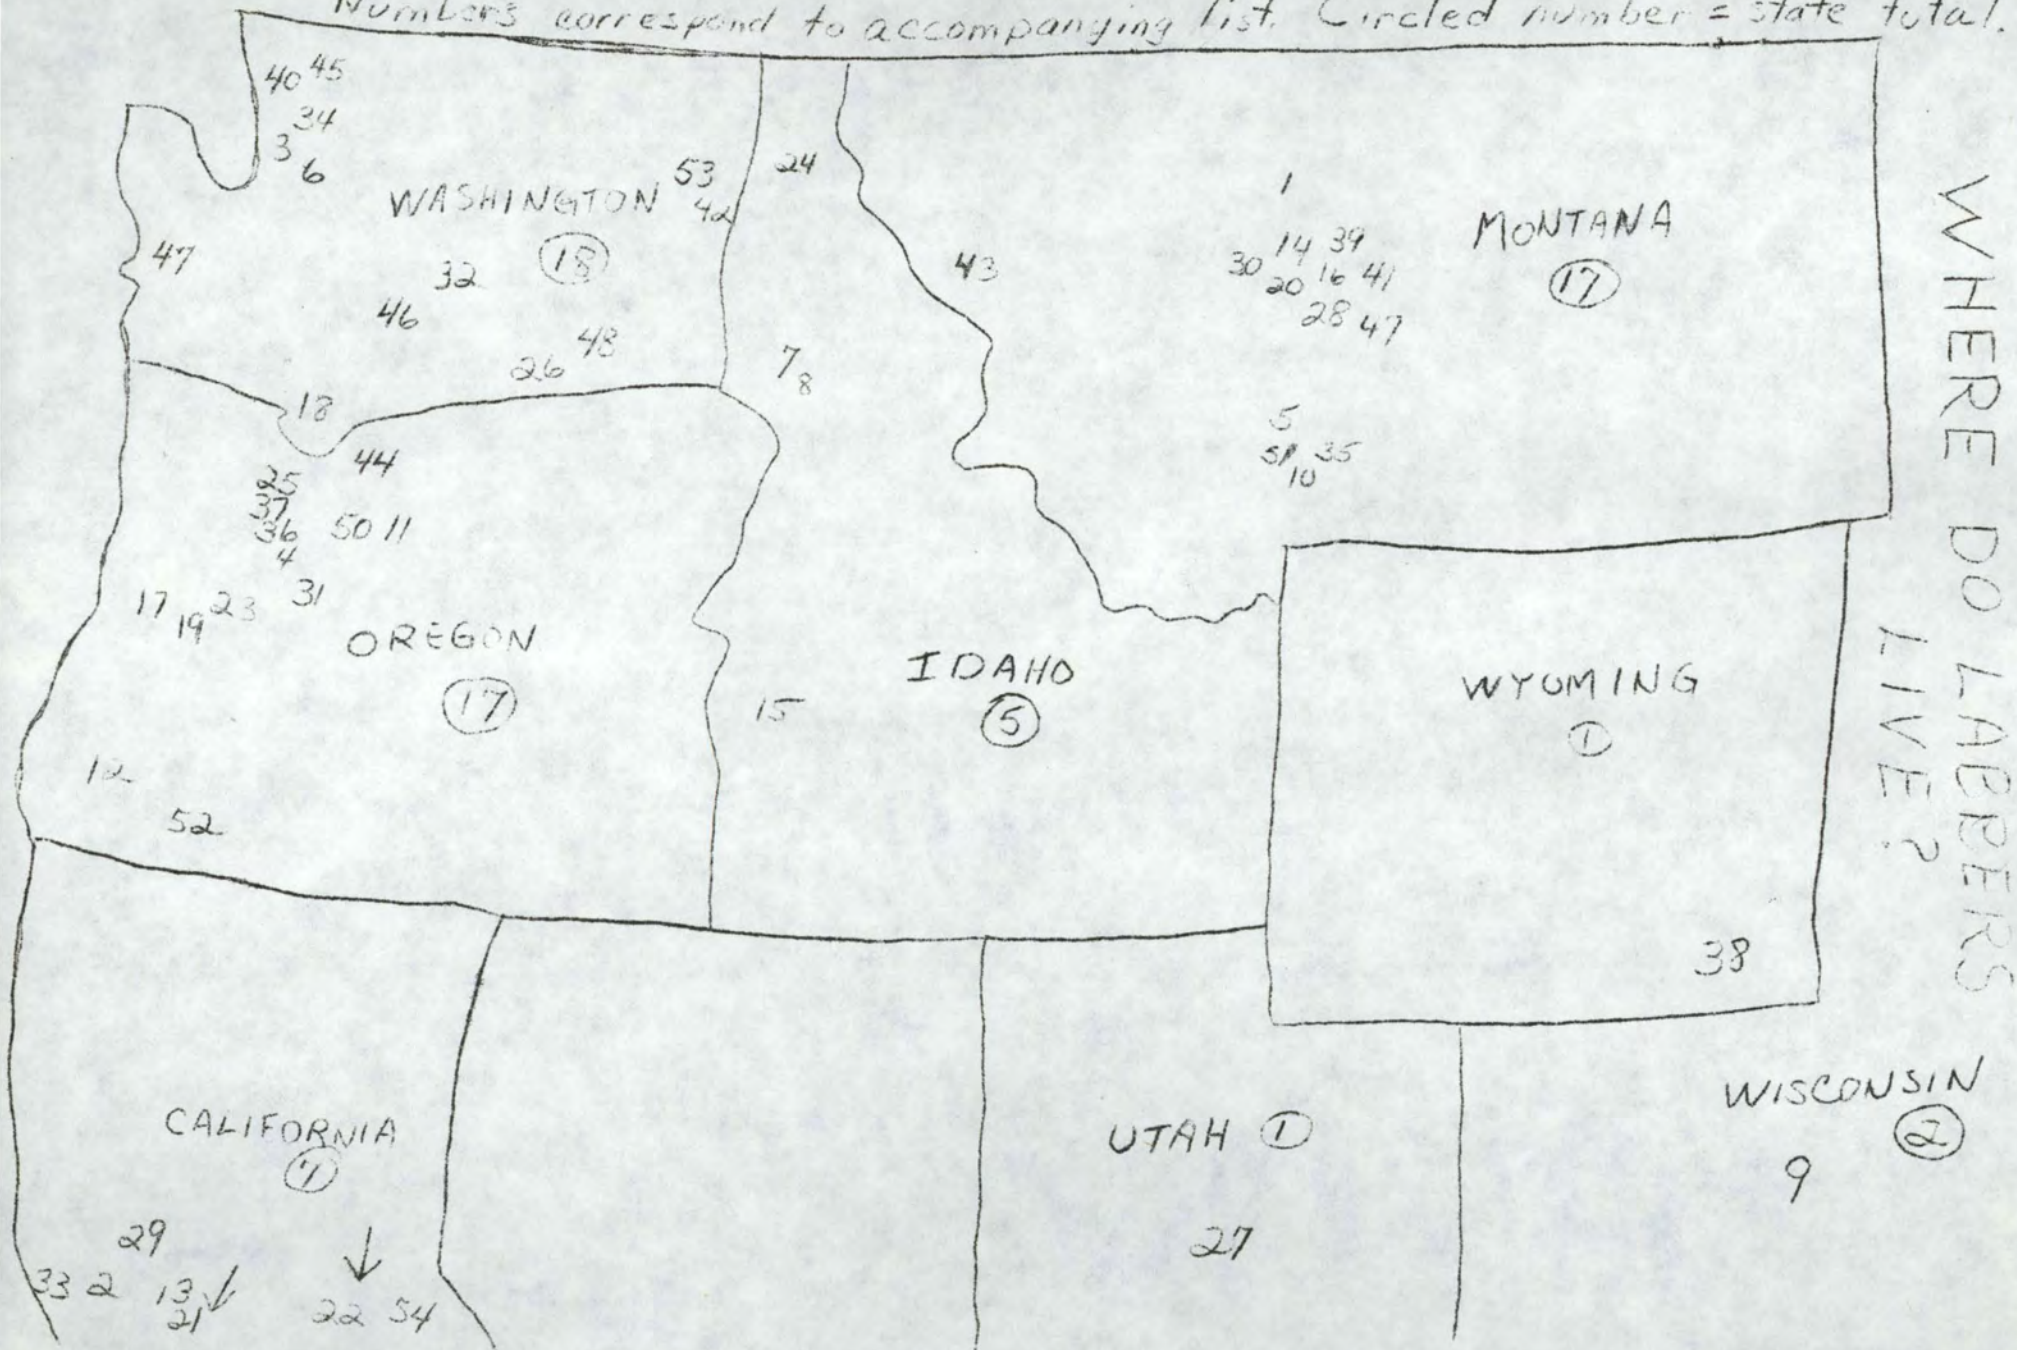 Numbers correspond to accompanying list. Circled number = state total.
WHERE DO LABBERS
LIVE?
40 45
34
3
6
WASHINGTON
18
53
42
47
32
46
48
26
18
24
7 8
15
IDAHO
5
43
1
14 39
30 20 16 41
28 47
MONTANA
17
5
51 35
10
44
25
37
36 50 11
4
31
17 19 23
OREGON
17
12
52
WYOMING
1
38
CALIFORNIA
7
29
33 2 13
21
22 54
UTAH 1
27
WISCONSIN
2
9